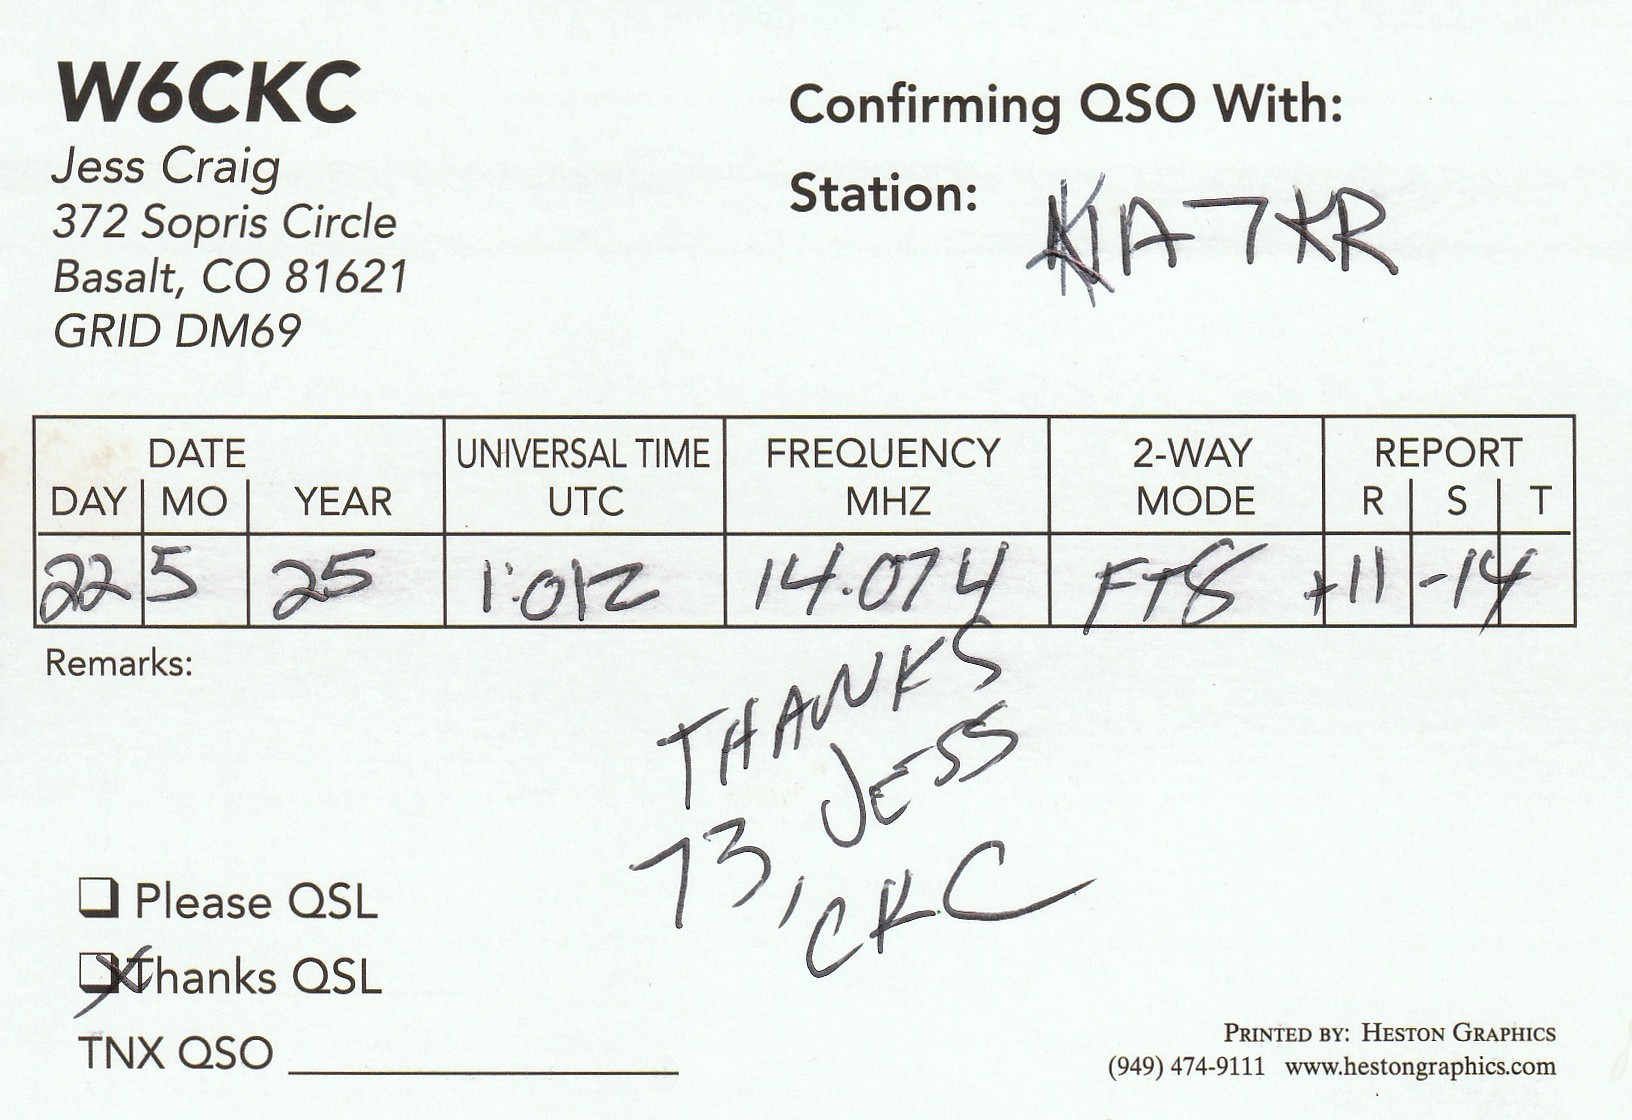 W6CKC
Jess Craig
372 Sopris Circle
Basalt, CO 81621
GRID DM69
Confirming QSO With:
Station: KA7KR
DATE UNIVERSAL TIME FREQUENCY 2-WAY REPORT
DAY MO YEAR UTC MHZ MODE R S T
22 5 25 1:01Z 14.074 FT8 +11 -14
Remarks:
THANKS
73, JESS
CKC
Please QSL
Thanks QSL
TNX QSO
PRINTED BY: HESTON GRAPHICS
(949) 474-9111 www.hestongraphics.com